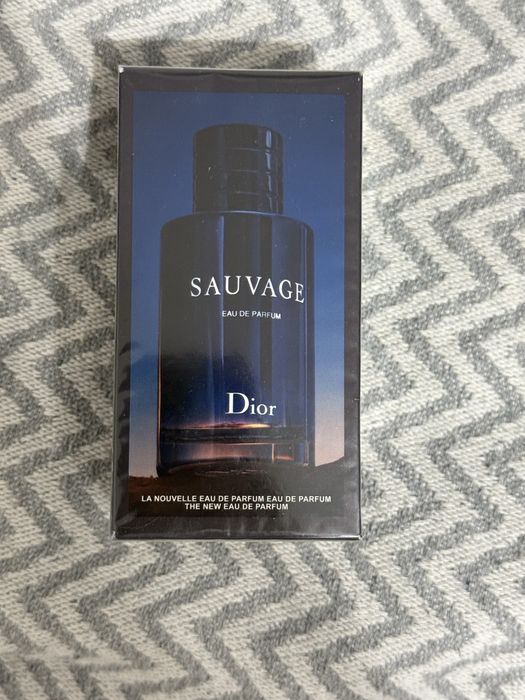 SAUVAGE
EAU DE PARFUM
Dior
LA NOUVELLE EAU DE PARFUM EAU DE PARFUM
THE NEW EAU DE PARFUM